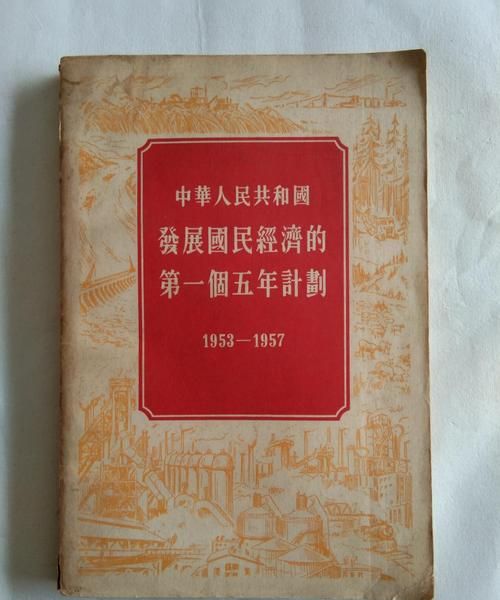 中華人民共和國
發展國民經濟的
第一個五年計劃
1953—1957